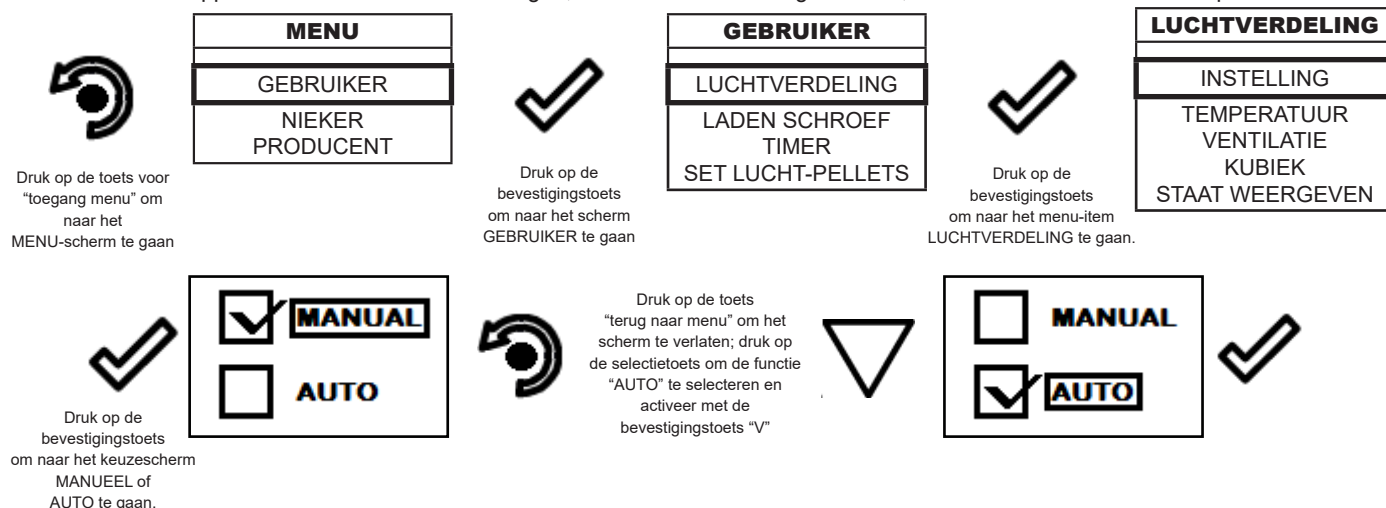 MENU
GEBRUIKER
NIEKER
PRODUCENT
Druk op de toets voor
“toegang menu” om
naar het
MENU-scherm te gaan
GEBRUIKER
LUCHTVERDELING
LADEN SCHROEF
TIMER
SET LUCHT-PELLETS
Druk op de
bevestigingstoets
om naar het scherm
GEBRUIKER te gaan
LUCHTVERDELING
INSTELLING
TEMPERATUUR
VENTILATIE
KUBIEK
STAAT WEERGEVEN
Druk op de
bevestigingstoets
om naar het menu-item
LUCHTVERDELING te gaan.
Druk op de
bevestigingstoets
om naar het keuzescherm
MANUEEL of
AUTO te gaan.
MANUAL
AUTO
Druk op de toets
“terug naar menu” om het
scherm te verlaten; druk op
de selectietoets om de functie
“AUTO” te selecteren en
activeer met de
bevestigingstoets “V”
MANUAL
AUTO